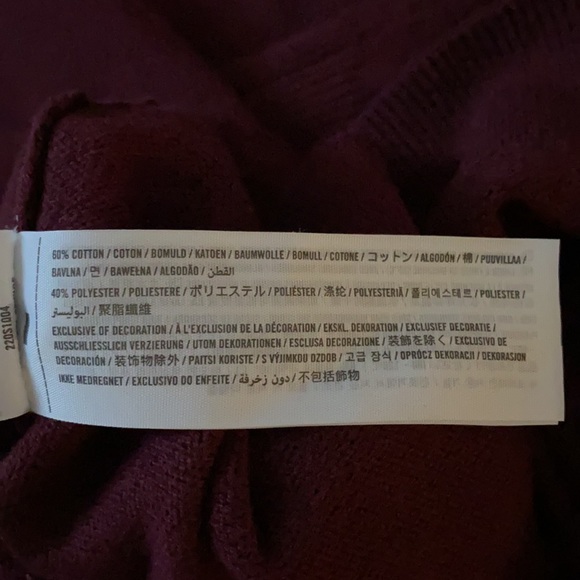 60% COTTON / COTON / BOMULD / KATOEN / BAUMWOLLE / BOMULL / COTONE / コットン / ALGODÓN / 棉 / PUUVILLAA /
BAVLNA / 면 / BAWEŁNA / ALGODÃO / القطن
40% POLYESTER / POLIESTERE / ポリエステル / POLIÉSTER / 涤纶 / POLYESTERIÄ / 폴리에스테르 / POLIESTER /
البوليستر / 聚脂纖維
EXCLUSIVE OF DECORATION / À L'EXCLUSION DE LA DÉCORATION / EKSKL. DEKORATION / EXCLUSIEF DECORATIE /
AUSSCHLIESSLICH VERZIERUNG / UTOM DEKORATIONEN / ESCLUSA DECORAZIONE / 装飾を除く / EXCLUSIVO DE
DECORACIÓN / 装饰物除外 / PAITSI KORISTE / S VÝJIMKOU OZDOB / 고급 장식 / OPRÓCZ DEKORACJI / DEKORASJON
IKKE MEDREGNET / EXCLUSIVO DO ENFEITE / دون زخرفة / 不包括飾物
220S1004